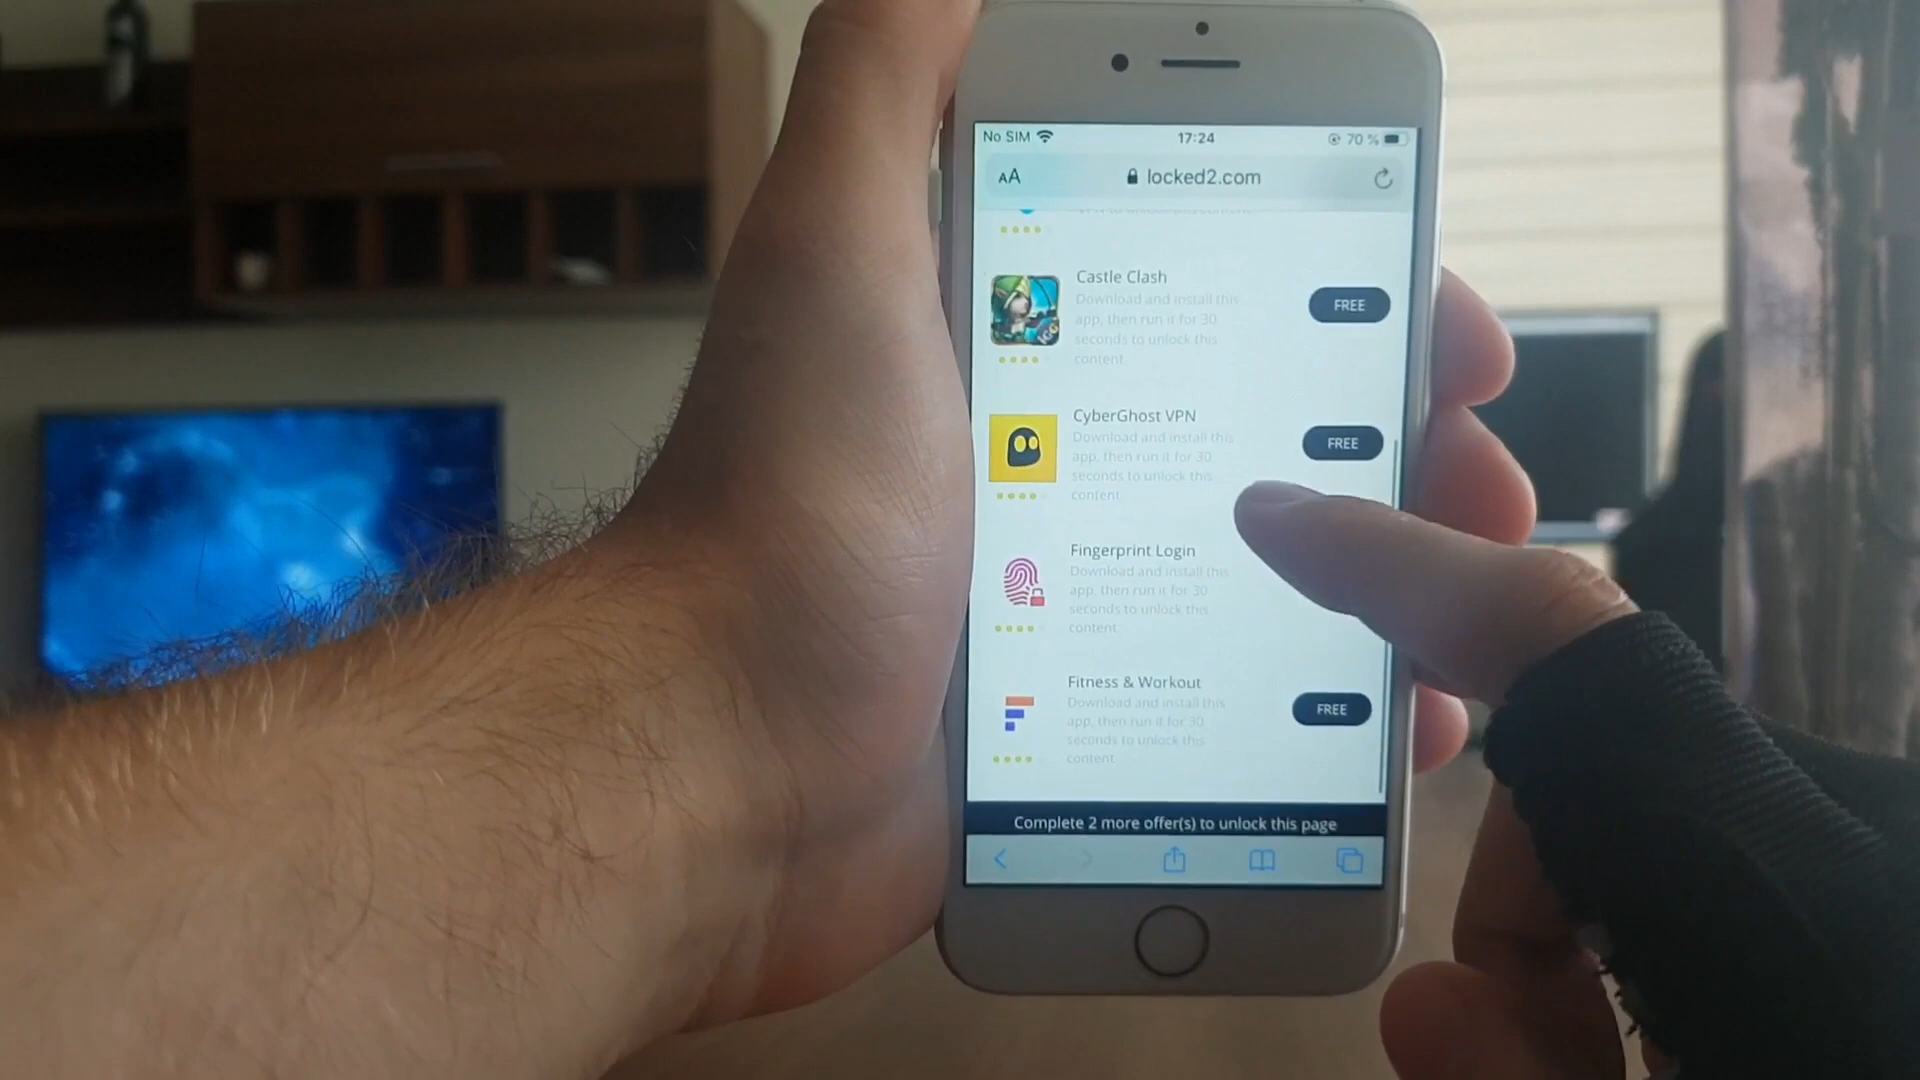 No SIM
17:24
70 %
AA
locked2.com
Castle Clash
Download and install this
app, then run it for 30
seconds to unlock this
content.
FREE
IGG
CyberGhost VPN
Download and install this
app, then run it for 30
seconds to unlock this
content.
FREE
Fingerprint Login
Download and install this
app, then run it for 30
seconds to unlock this
content.
Fitness & Workout
Download and install this
app, then run it for 30
seconds to unlock this
content.
FREE
Complete 2 more offer(s) to unlock this page